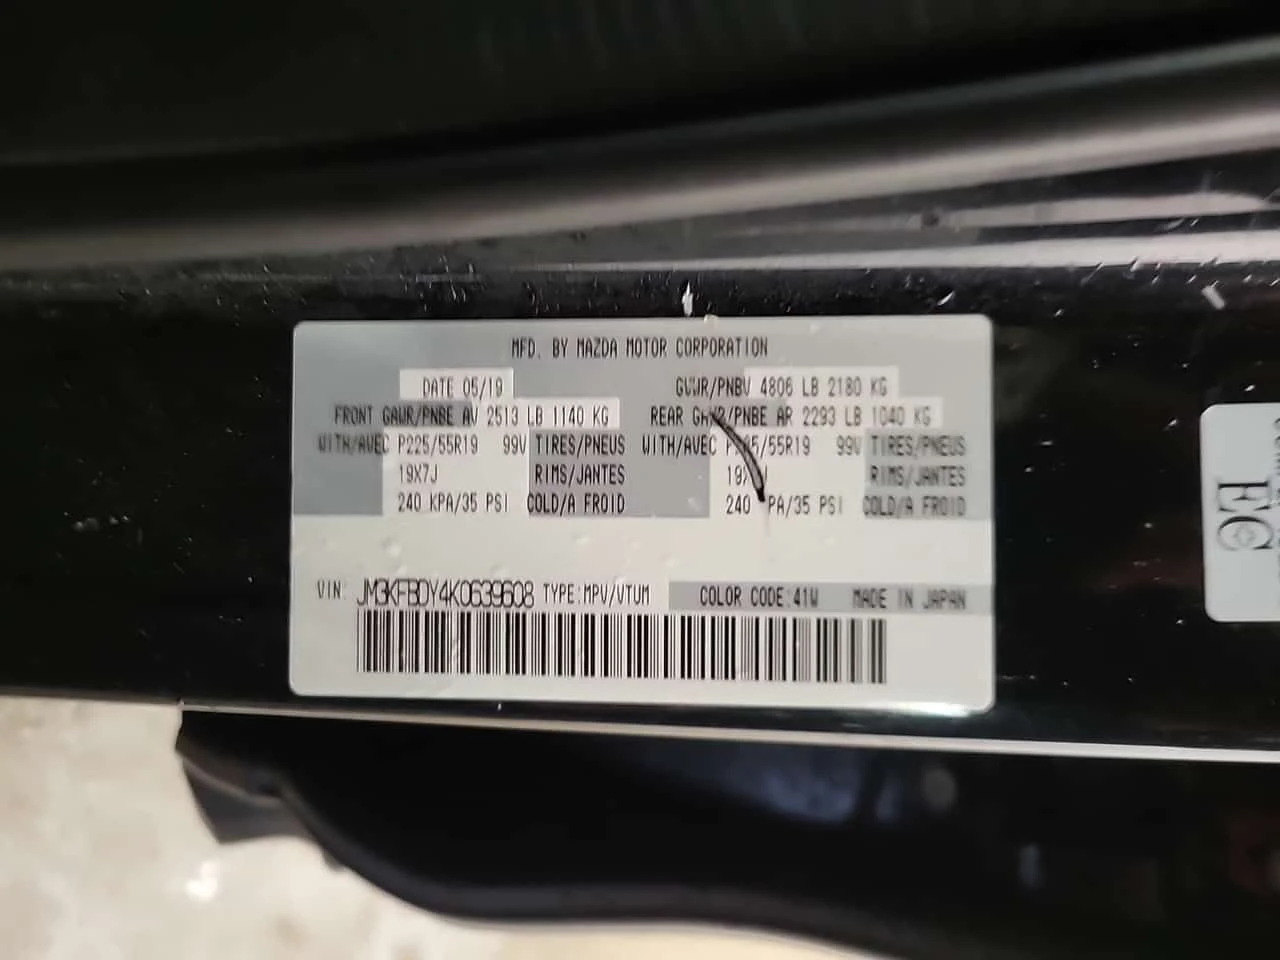 MFD. BY MAZDA MOTOR CORPORATION
DATE 05/19 GVWR/PNBV 4806 LB 2180 KG
FRONT GAWR/PNBE AV 2513 LB 1140 KG REAR GAWR/PNBE AR 2293 LB 1040 KG
WITH/AVEC P225/55R19 99V TIRES/PNEUS WITH/AVEC 99V TIRES/PNEUS
19X7J RIMS/JANTES RIMS/JANTES
240 KPA/35 PSI COLD/A FROID 240 PA/35 PSI COLD/A FROID
VIN: JM3KFBDY4K0639608 TYPE:MPV/VTUM COLOR CODE:41W MADE IN JAPAN
EC